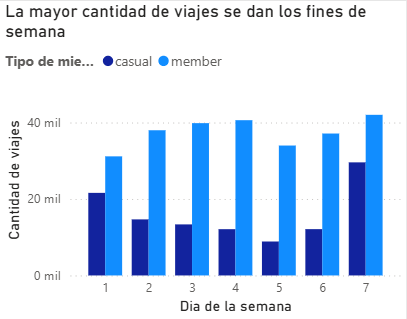 La mayor cantidad de viajes se dan los fines de
semana
Tipo de mie... casual member
Cantidad de viajes
40 mil
20 mil
0 mil
1 2 3 4 5 6 7
Dia de la semana